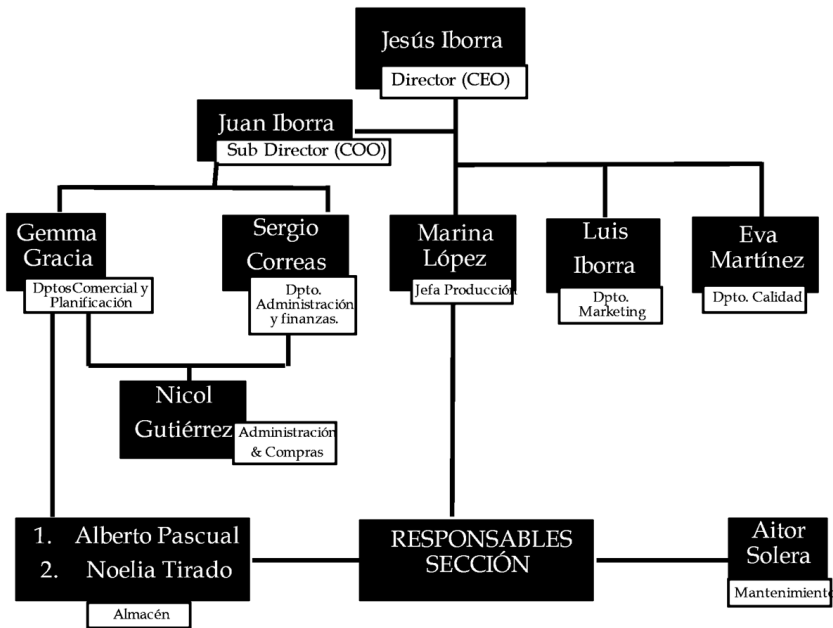 Jesús Iborra
Director (CEO)
Juan Iborra
Sub Director (COO)
Gemma
Gracia
DptosComercial y
Planificación
Sergio
Correas
Dpto.
Administración
y finanzas.
Marina
López
Jefa Producción
Luis
Iborra
Dpto.
Marketing
Eva
Martínez
Dpto. Calidad
Nicol
Gutiérrez
Administración
& Compras
1. Alberto Pascual
2. Noelia Tirado
Almacén
RESPONSABLES
SECCIÓN
Aitor
Solera
Mantenimiento